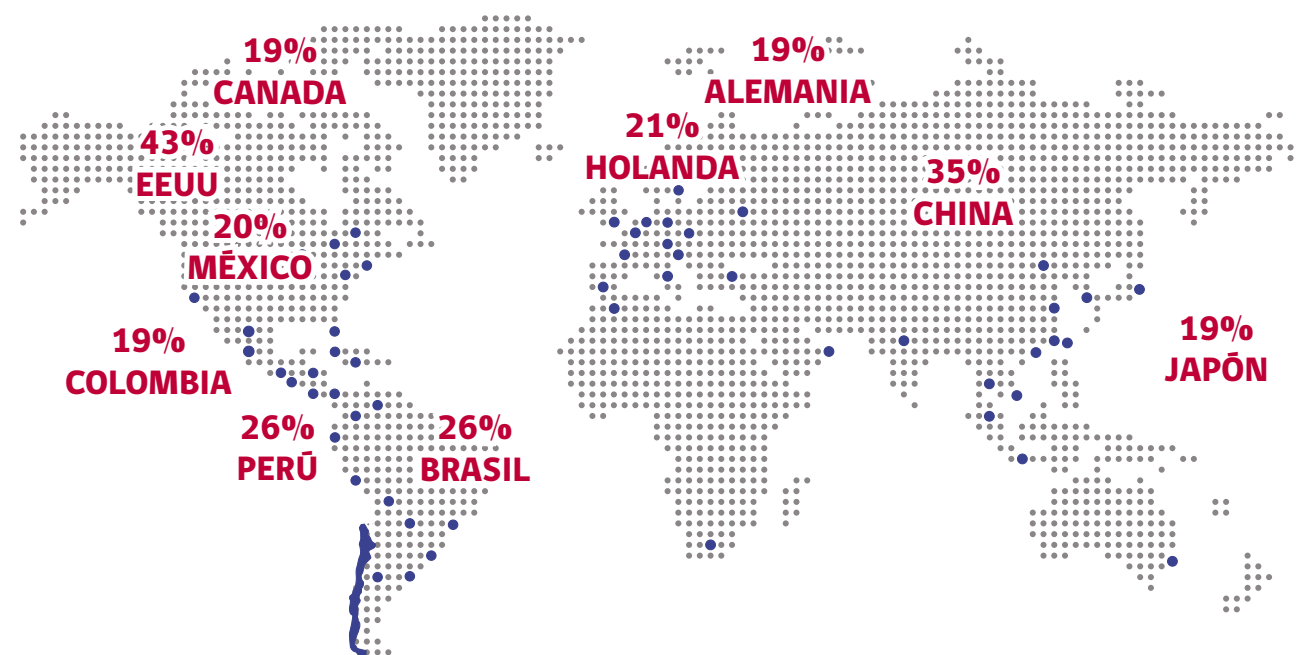 19%
CANADA
19%
ALEMANIA
43%
EEUU
21%
HOLANDA
35%
CHINA
20%
MÉXICO
19%
COLOMBIA
19%
JAPÓN
26%
PERÚ
26%
BRASIL